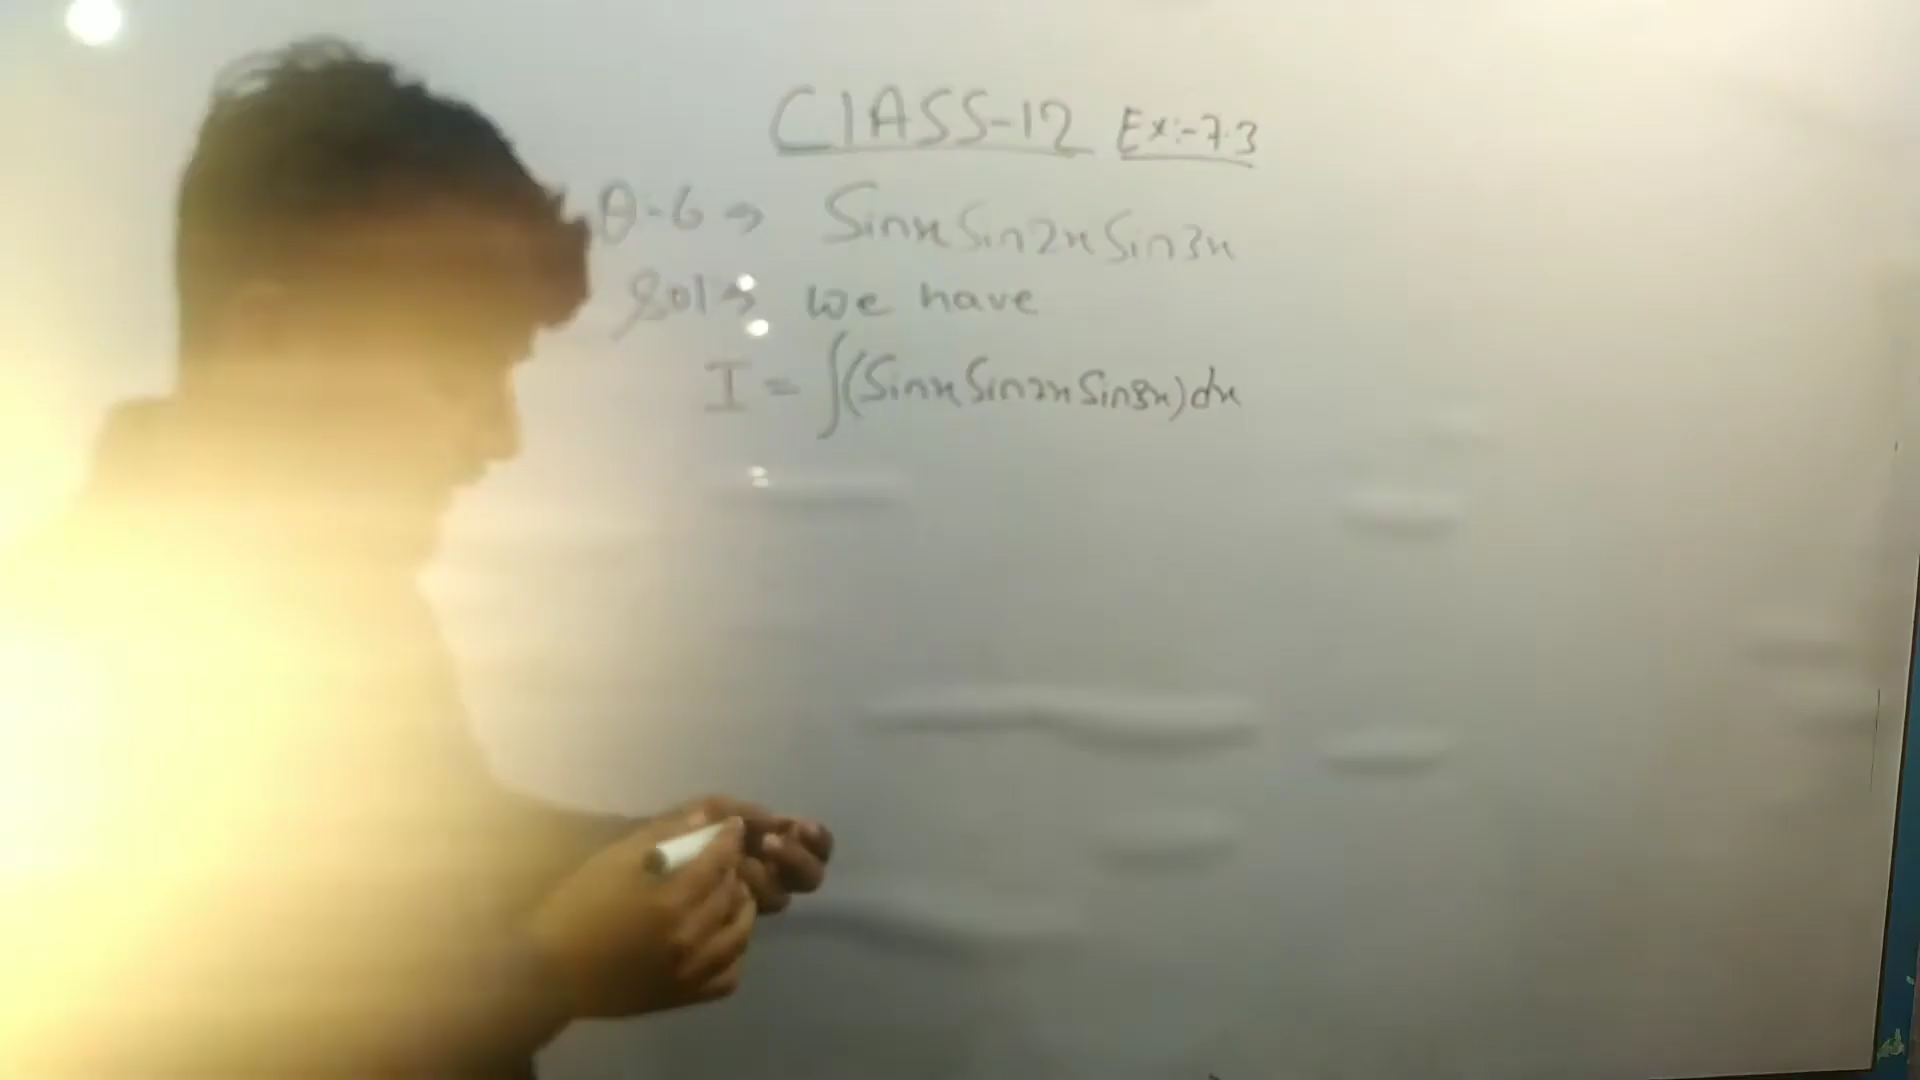 CLASS-12 Ex:-7.3
Q-6 → Sinx Sin2x Sin3x
Sol → we have
I = ∫(Sinx Sin2x Sin3x)dx